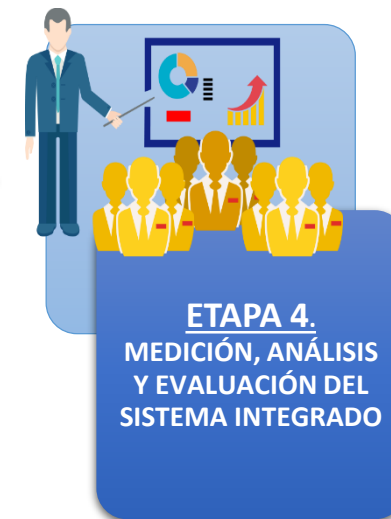 ETAPA 4.
MEDICIÓN, ANÁLISIS
Y EVALUACIÓN DEL
SISTEMA INTEGRADO